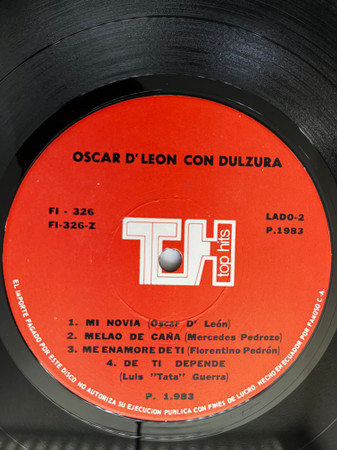 OSCAR D'LEON CON DULZURA
FI - 326
FI-326-Z
LADO-2
P.1983
TH
top hits
1. MI NOVIA (Oscar D' León)
2. MELAO DE CAÑA (Mercedes Pedrozo)
3. ME ENAMORE DE TI (Florentino Pedrón)
4. DE TI DEPENDE
(Luis "Tata" Guerra)
P. 1.983
EL IMPORTE PAGADO POR ESTE DISCO NO AUTORIZA SU EJECUCION PUBLICA CON FINES DE LUCRO. HECHO EN ECUADOR POR FAMOSO C.A.